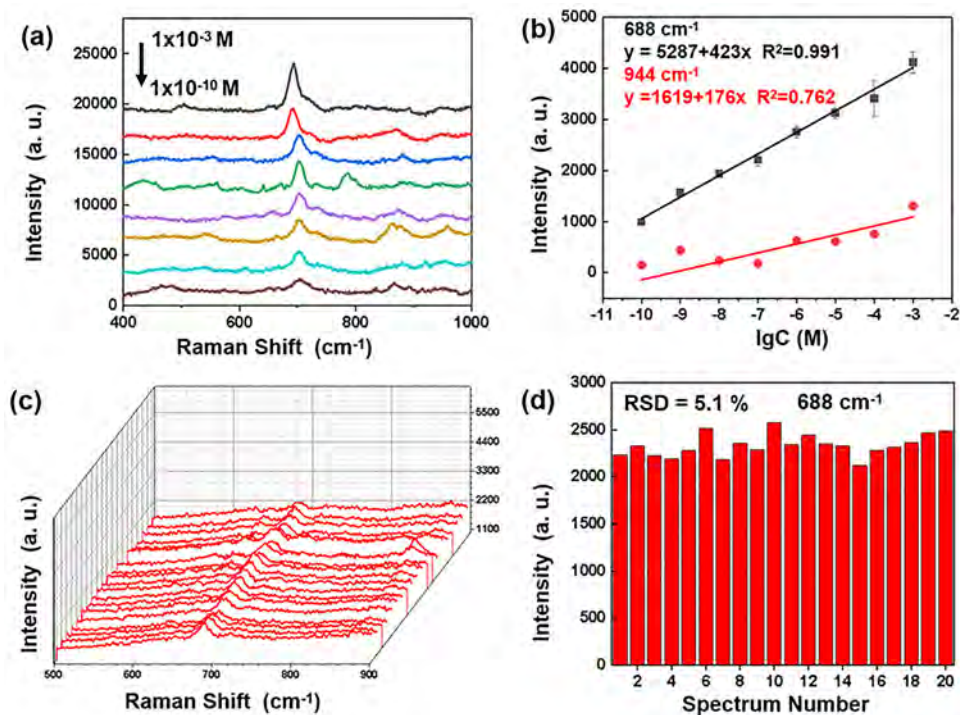 (a)
1x10-3 M
1x10-10 M
25000
20000
15000
10000
5000
0
400
600
800
1000
Intensity (a. u.)
Raman Shift (cm-1)
(b)
688 cm-1
y = 5287+423x R2=0.991
944 cm-1
y =1619+176x R2=0.762
5000
4000
3000
2000
1000
0
-11
-10
-9
-8
-7
-6
-5
-4
-3
-2
Intensity (a. u.)
lgC (M)
(c)
5500
4400
3300
2200
1100
500
600
700
800
900
Intensity (a. u.)
Raman Shift (cm-1)
(d)
RSD = 5.1 % 688 cm-1
3000
2500
2000
1500
1000
500
0
2
4
6
8
10
12
14
16
18
20
Intensity (a. u.)
Spectrum Number